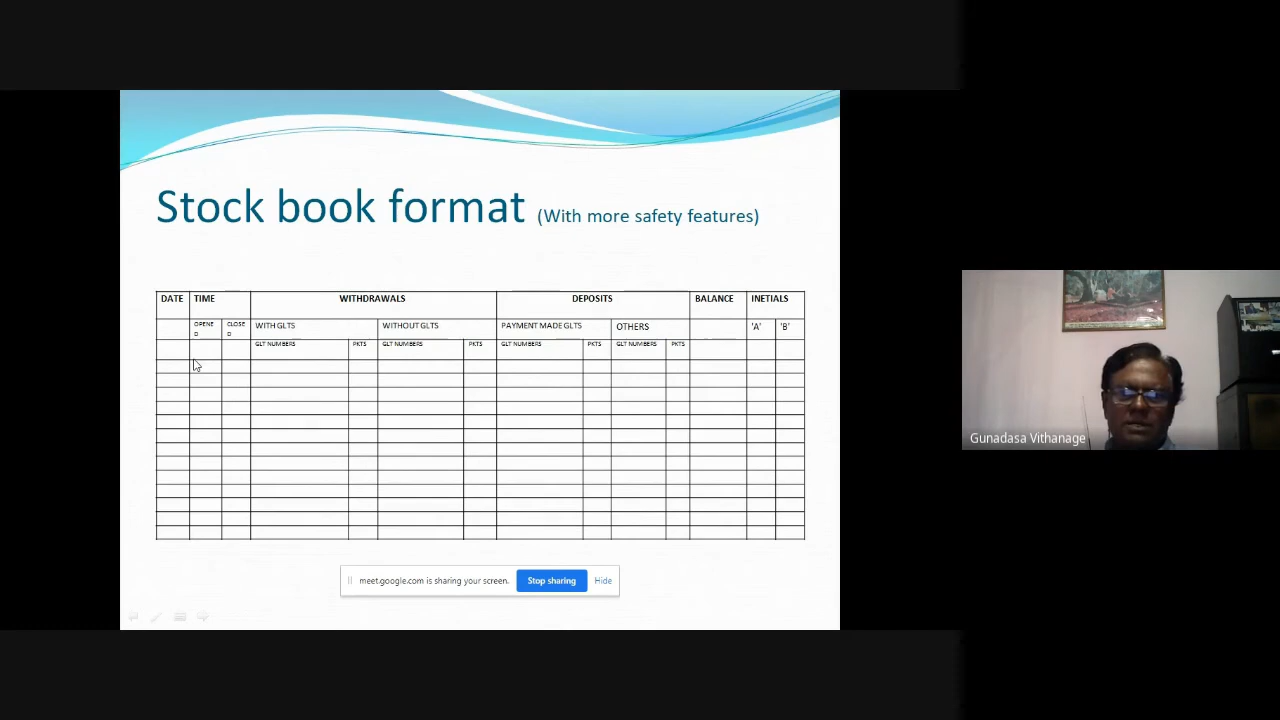 Stock book format (With more safety features)
DATE TIME WITHDRAWALS DEPOSITS BALANCE INETIALS
OPENE
D
CLOSE
D
WITH GLTS WITHOUT GLTS PAYMENT MADE GLTS OTHERS 'A' 'B'
GLT NUMBERS PKTS GLT NUMBERS PKTS GLT NUMBERS PKTS GLT NUMBERS PKTS
Gunadasa Vithanage
meet.google.com is sharing your screen. Stop sharing Hide